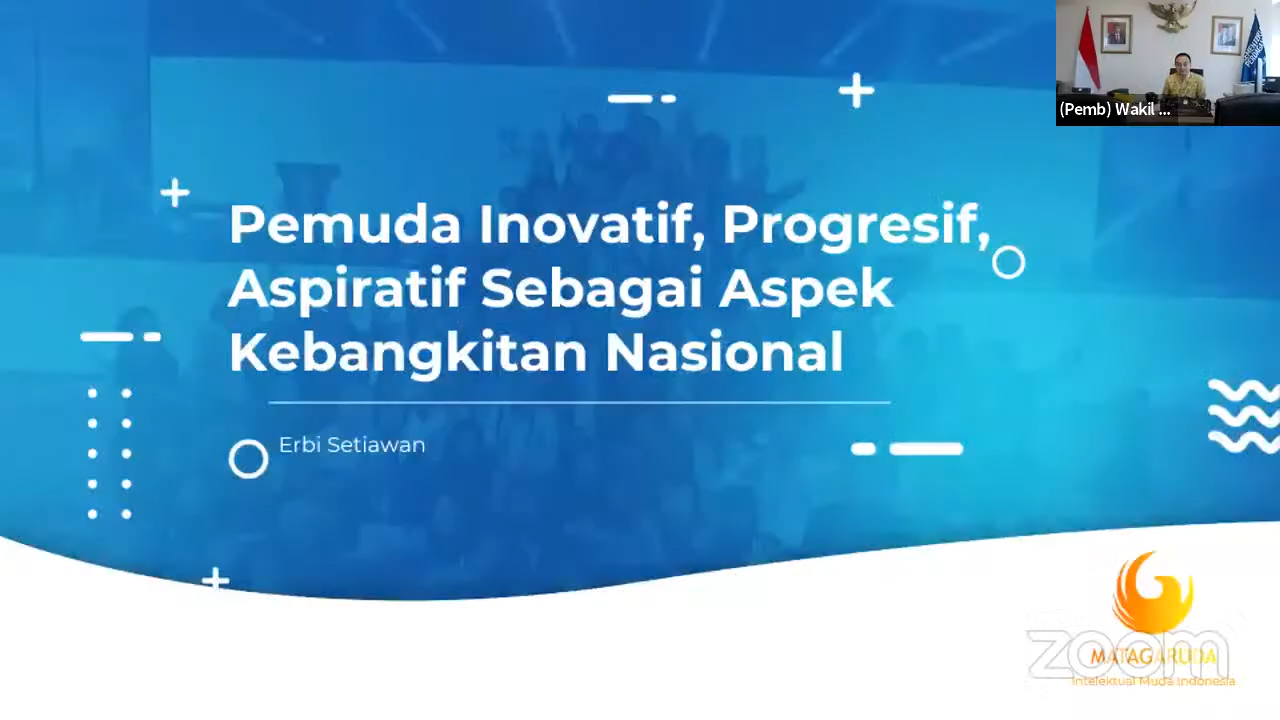 (Pemb) Wakil ...
Pemuda Inovatif, Progresif,
Aspiratif Sebagai Aspek
Kebangkitan Nasional
Erbi Setiawan
zoom
MATAGARUDA
Intelektual Muda Indonesia